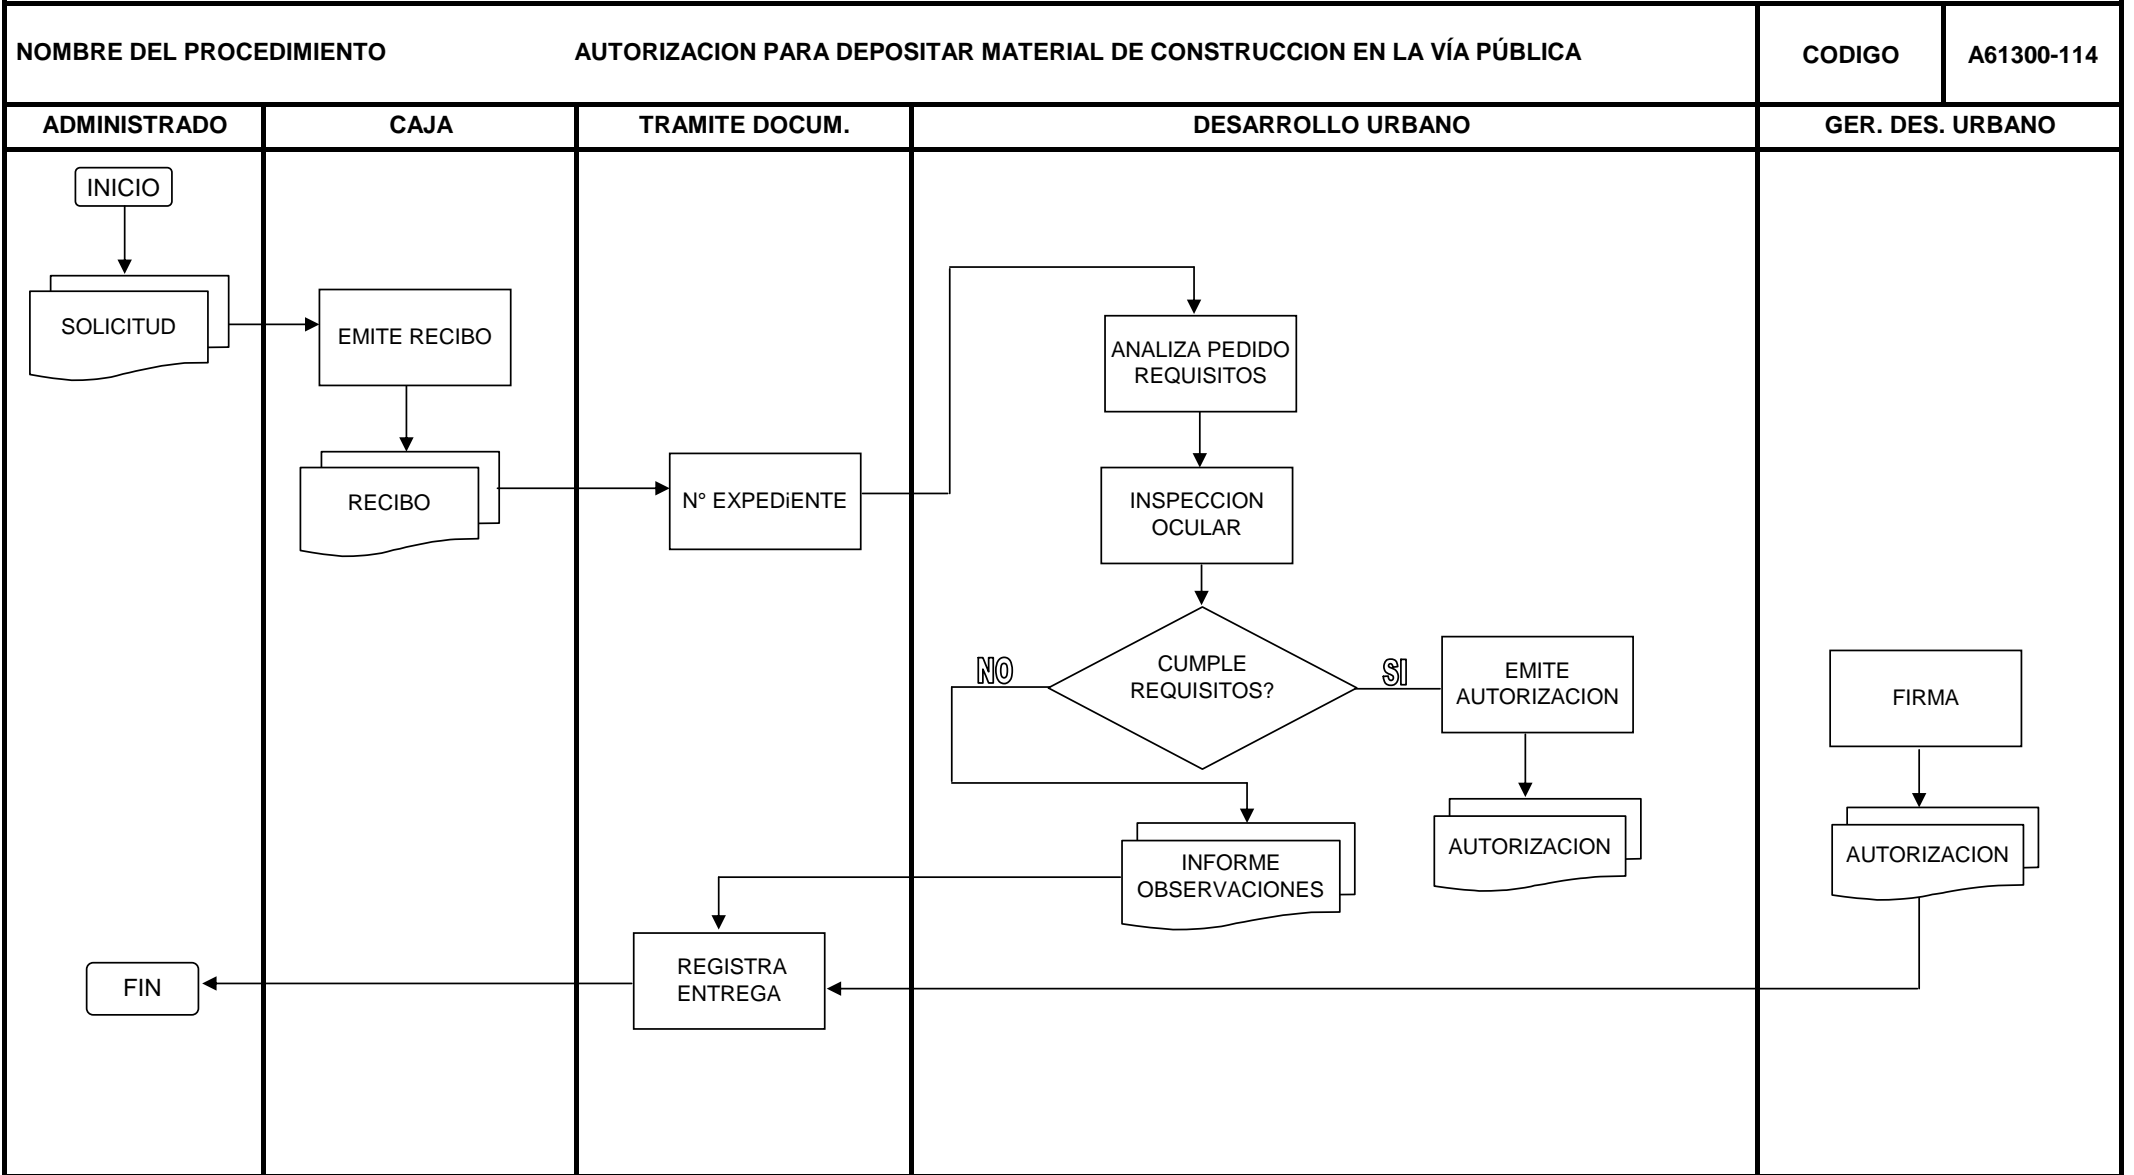 NOMBRE DEL PROCEDIMIENTO
AUTORIZACION PARA DEPOSITAR MATERIAL DE CONSTRUCCION EN LA VÍA PÚBLICA
CODIGO
A61300-114
ADMINISTRADO
CAJA
TRAMITE DOCUM.
DESARROLLO URBANO
GER. DES. URBANO
INICIO
SOLICITUD
EMITE RECIBO
RECIBO
N° EXPEDiENTE
ANALIZA PEDIDO
REQUISITOS
INSPECCION
OCULAR
CUMPLE
REQUISITOS?
NO
SI
EMITE
AUTORIZACION
FIRMA
AUTORIZACION
AUTORIZACION
INFORME
OBSERVACIONES
REGISTRA
ENTREGA
FIN